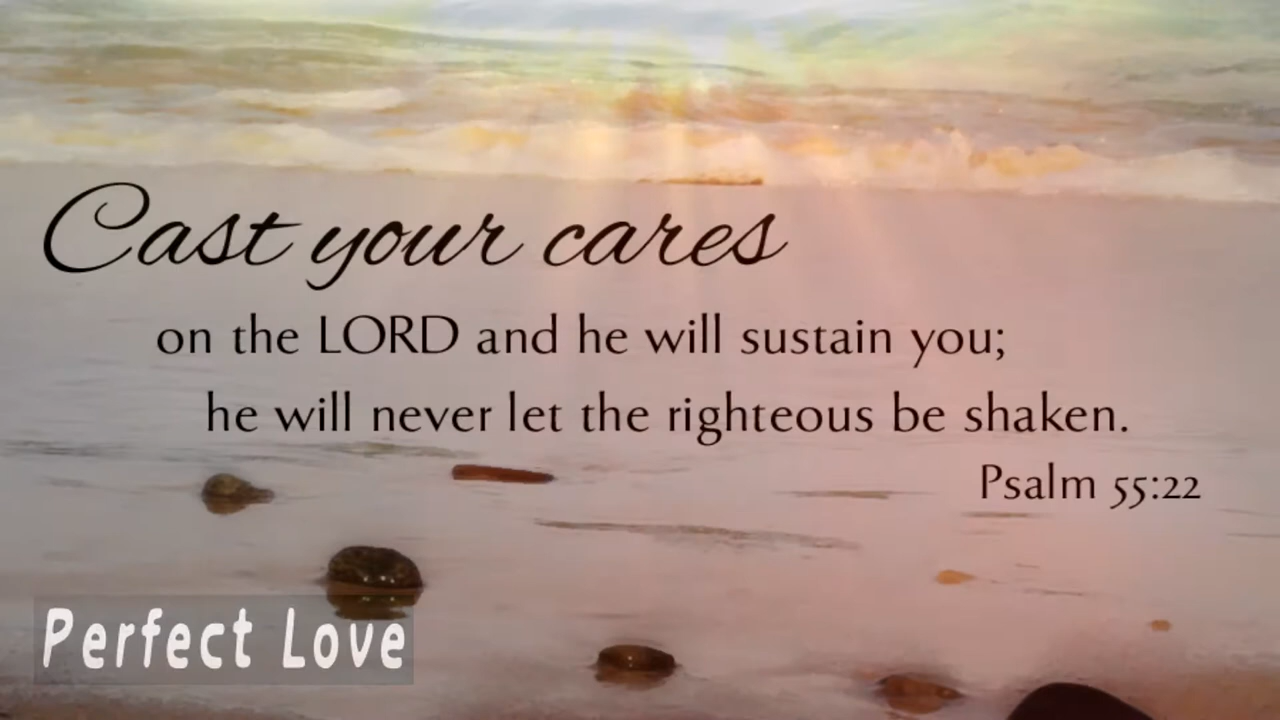 Cast your cares
on the LORD and he will sustain you;
he will never let the righteous be shaken.
Psalm 55:22
Perfect Love